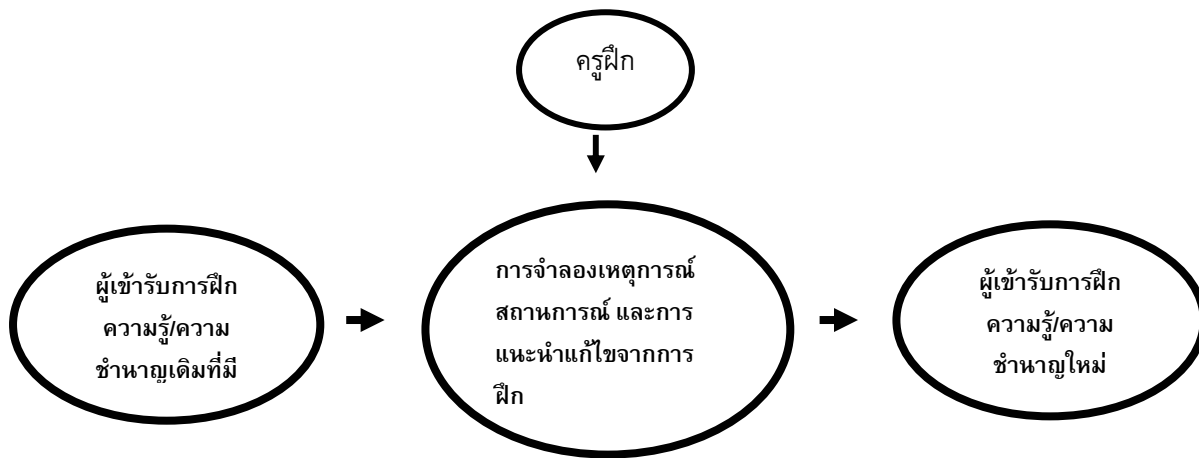 ครูฝึก
ผู้เข้ารับการฝึก
ความรู้/ความ
ชำนาญเดิมที่มี
การจำลองเหตุการณ์
สถานการณ์ และการ
แนะนำแก้ไขจากการ
ฝึก
ผู้เข้ารับการฝึก
ความรู้/ความ
ชำนาญใหม่